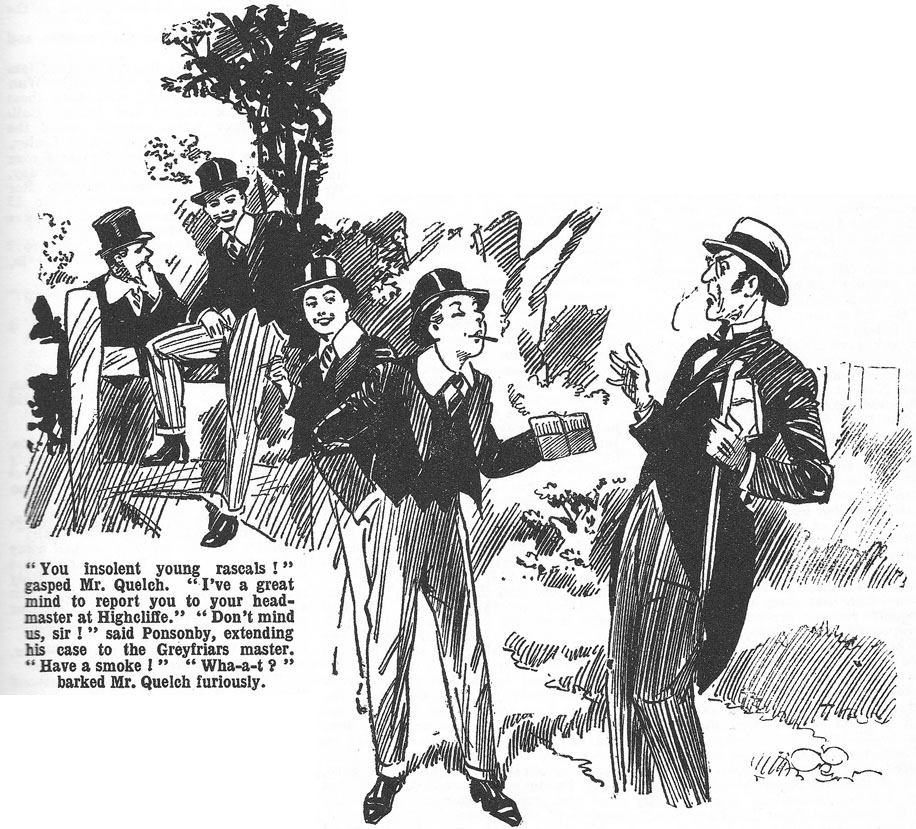 “ You insolent young rascals ! ”
gasped Mr. Quelch. “ I’ve a great
mind to report you to your head-
master at Highcliffe.” “ Don’t mind
us, sir ! ” said Ponsonby, extending
his case to the Greyfriars master.
“ Have a smoke ! ” “ Wha-a-t ? ”
barked Mr. Quelch furiously.